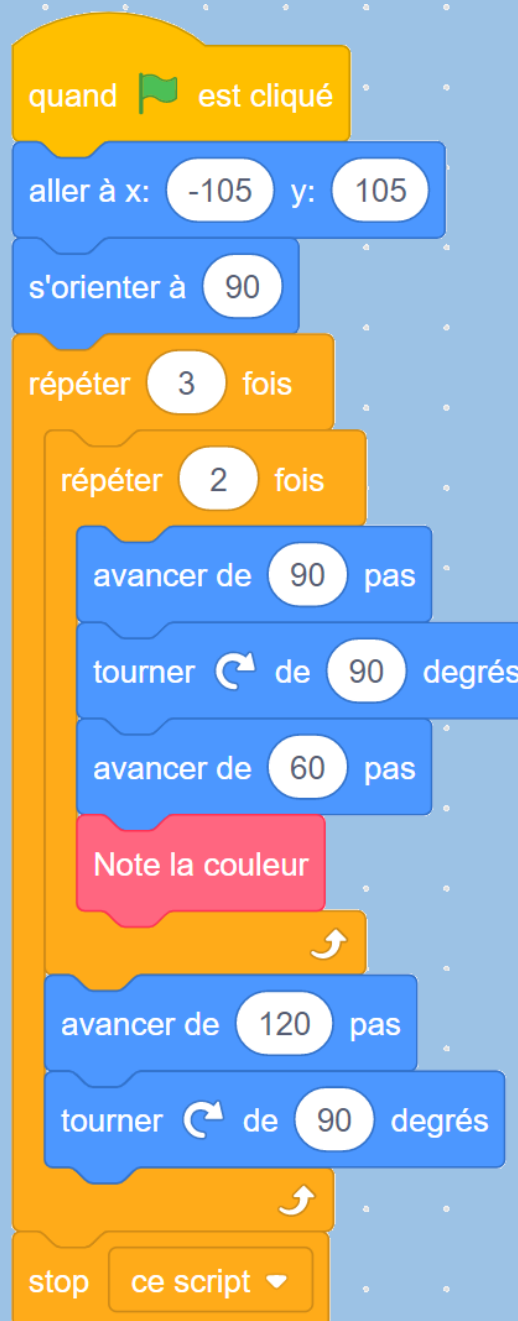 quand est cliqué
aller à x: -105 y: 105
s'orienter à 90
répéter 3 fois
répéter 2 fois
avancer de 90 pas
tourner de 90 degrés
avancer de 60 pas
Note la couleur
avancer de 120 pas
tourner de 90 degrés
stop ce script